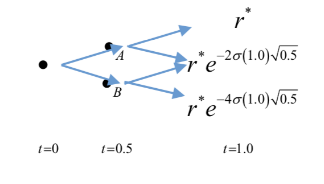 r*
A
r*e^{-2σ(1.0)√0.5}
B
r*e^{-4σ(1.0)√0.5}
t=0 t=0.5 t=1.0